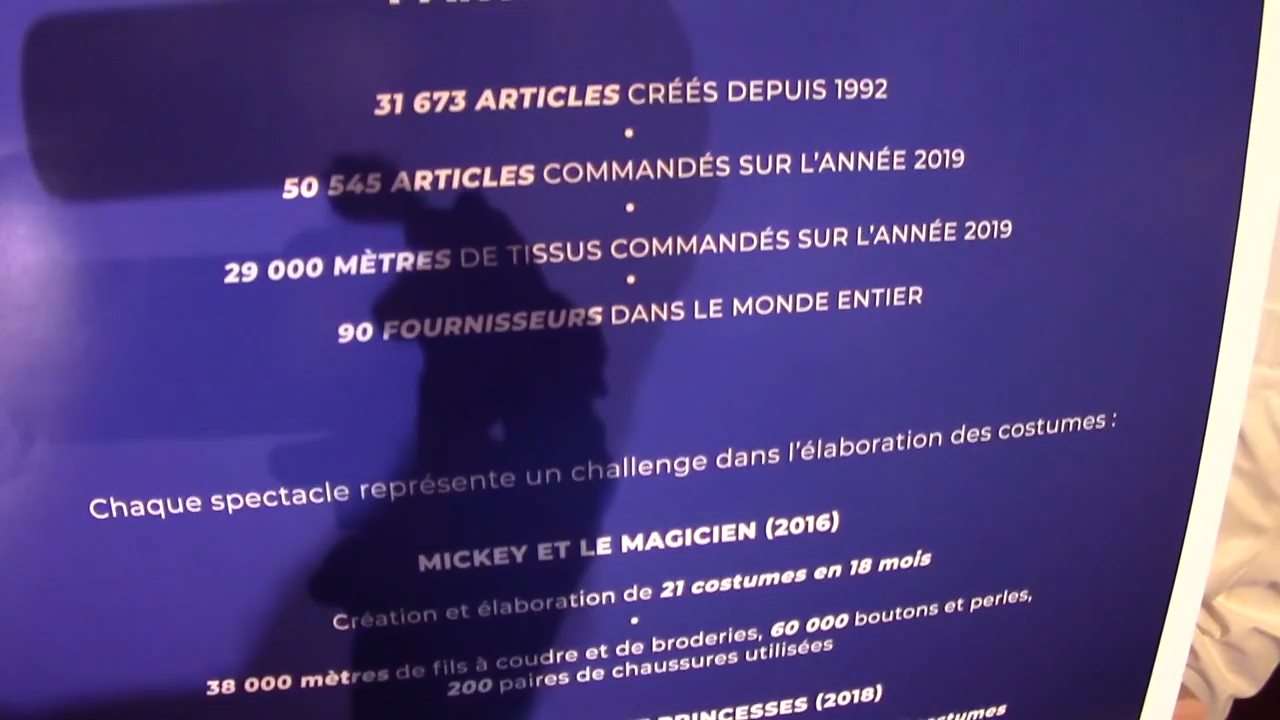 31 673 ARTICLES CRÉÉS DEPUIS 1992
•
50 545 ARTICLES COMMANDÉS SUR L'ANNÉE 2019
•
29 000 MÈTRES DE TISSUS COMMANDÉS SUR L'ANNÉE 2019
•
90 FOURNISSEURS DANS LE MONDE ENTIER
Chaque spectacle représente un challenge dans l'élaboration des costumes :
MICKEY ET LE MAGICIEN (2016)
Création et élaboration de 21 costumes en 18 mois
•
38 000 mètres de fils à coudre et de broderies, 60 000 boutons et perles,
200 paires de chaussures utilisées
PRINCESSES (2018)